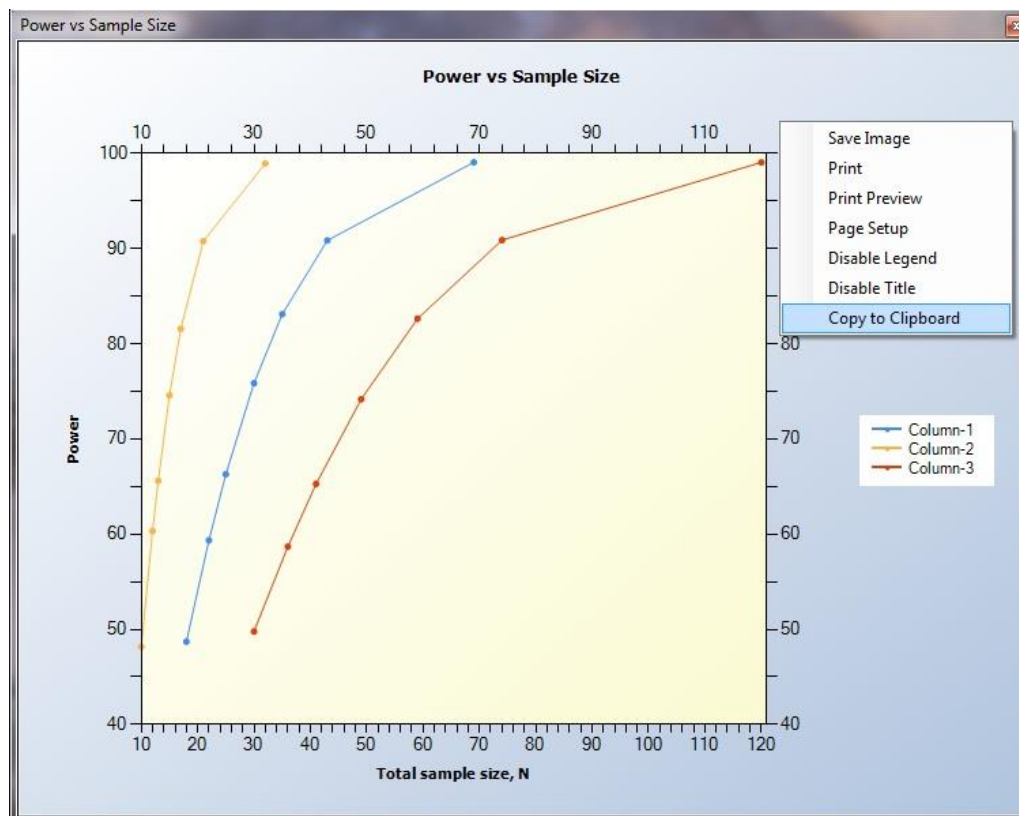 Power vs Sample Size
Power vs Sample Size
10 30 50 70 90 110
Save Image
Print
Print Preview
Page Setup
Disable Legend
Disable Title
Copy to Clipboard
100
90
80 80
70 70
60 60
50 50
40 40
Power
Column-1
Column-2
Column-3
10 20 30 40 50 60 70 80 90 100 110 120
Total sample size, N